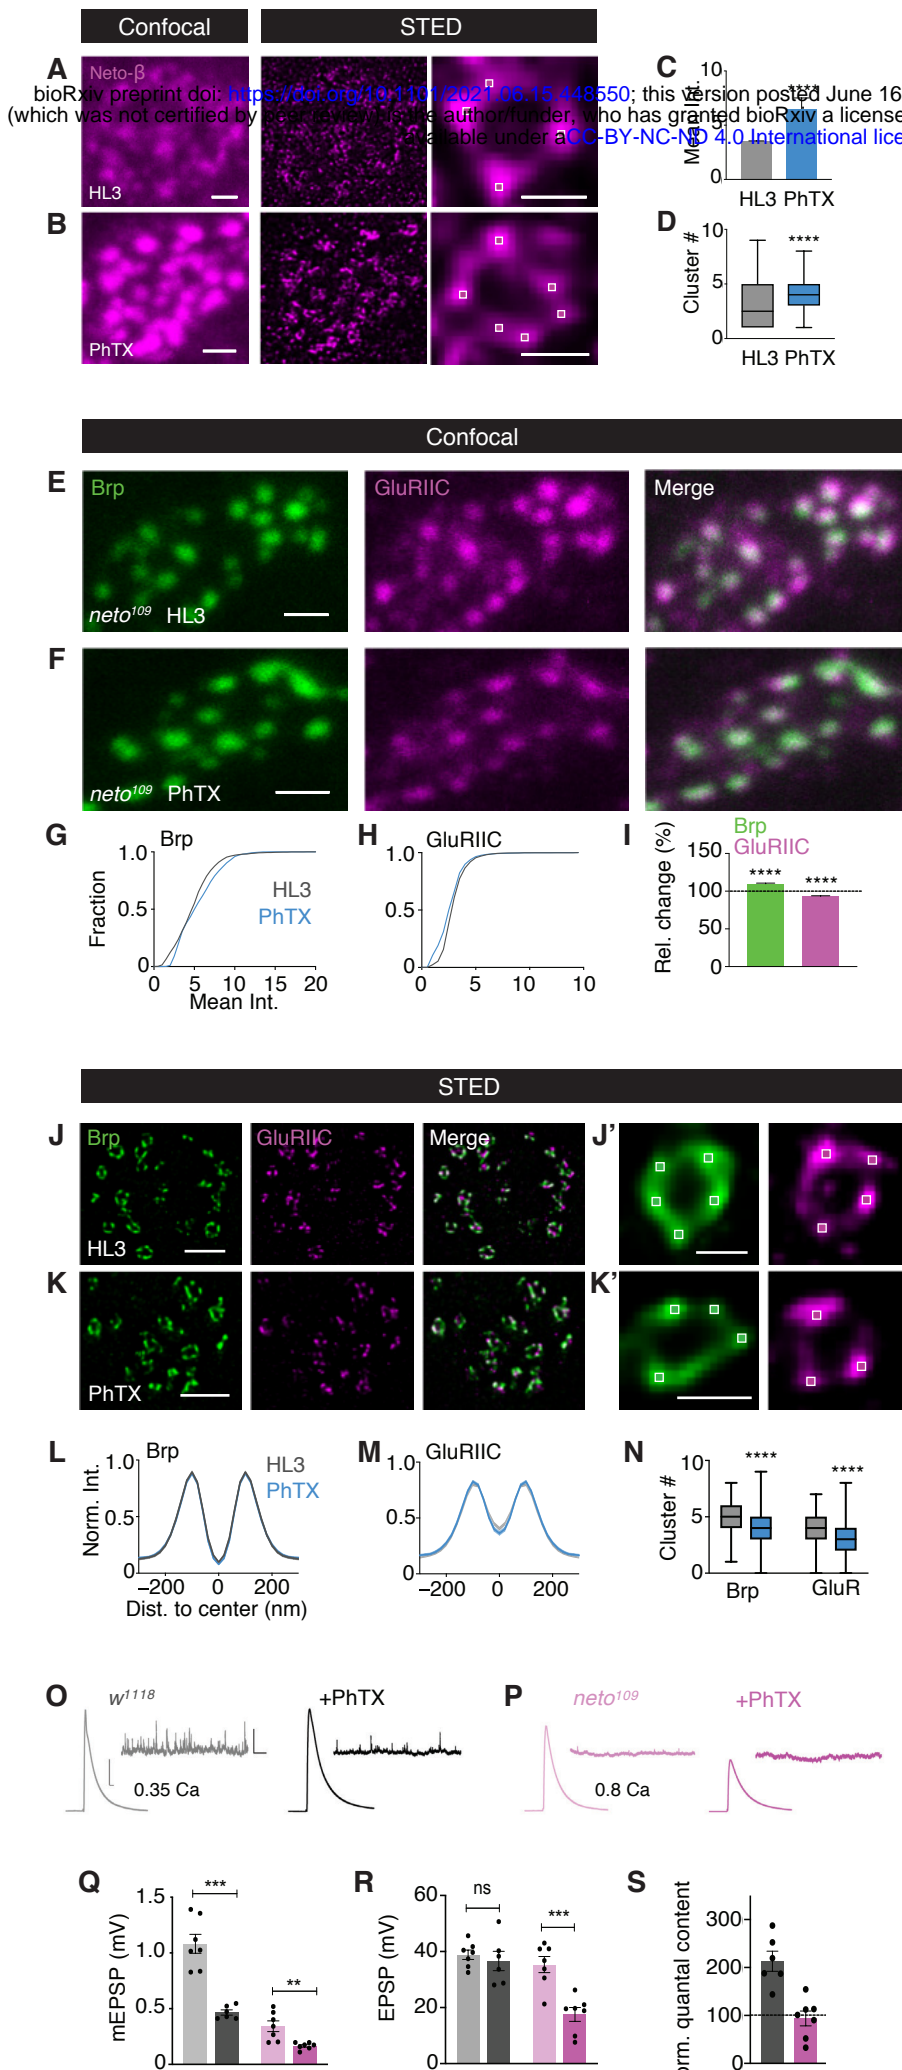 Confocal STED
A Neto-β HL3
bioRxiv preprint doi: https://doi.org/10.1101/2021.06.15.448550; this version posted June 16
(which was not certified by peer review) is the author/funder, who has granted bioRxiv a license
available under aCC-BY-NC-ND 4.0 International lice
C Mean Int. 10 5 0 **** HL3 PhTX
B PhTX
D Cluster # 10 5 0 **** HL3 PhTX
Confocal
E Brp GluRIIC Merge
neto109 HL3
F
neto109 PhTX
G Brp
Fraction 1.0 0.5 0
HL3
PhTX
0 5 10 15 20
Mean Int.
H GluRIIC
1.0 0.5 0
0 5 10 10
I Brp
GluRIIC
Rel. change (%) 150 100 50 0
**** ****
STED
J Brp GluRIIC Merge J'
HL3
K K'
PhTX
L Brp
Norm. Int. 1.0 0.5 0
HL3
PhTX
−200 0 200
Dist. to center (nm)
M GluRIIC
1.0 0.5 0
−200 0 200
N Cluster # 10 5 0
**** ****
Brp GluR
O w1118 +PhTX
0.35 Ca
P neto109 +PhTX
0.8 Ca
Q mEPSP (mV) 1.5 1.0 0.5 0
*** **
R EPSP (mV) 60 40 20 0
ns ***
S orm. quantal content 300 200 100 0